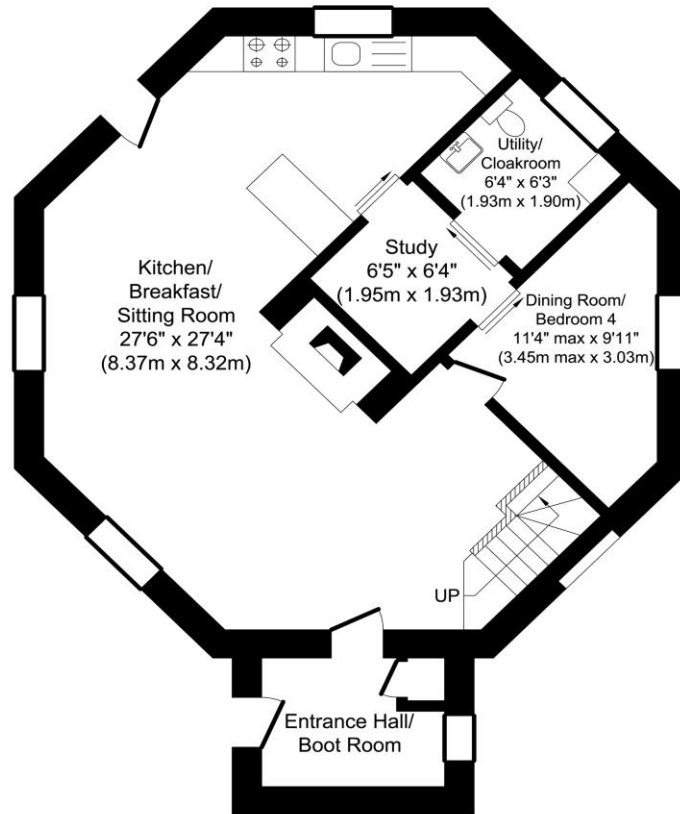 Utility/
Cloakroom
6'4" x 6'3"
(1.93m x 1.90m)
Study
6'5" x 6'4"
(1.95m x 1.93m)
Kitchen/
Breakfast/
Sitting Room
27'6" x 27'4"
(8.37m x 8.32m)
Dining Room/
Bedroom 4
11'4" max x 9'11"
(3.45m max x 3.03m)
UP
Entrance Hall/
Boot Room